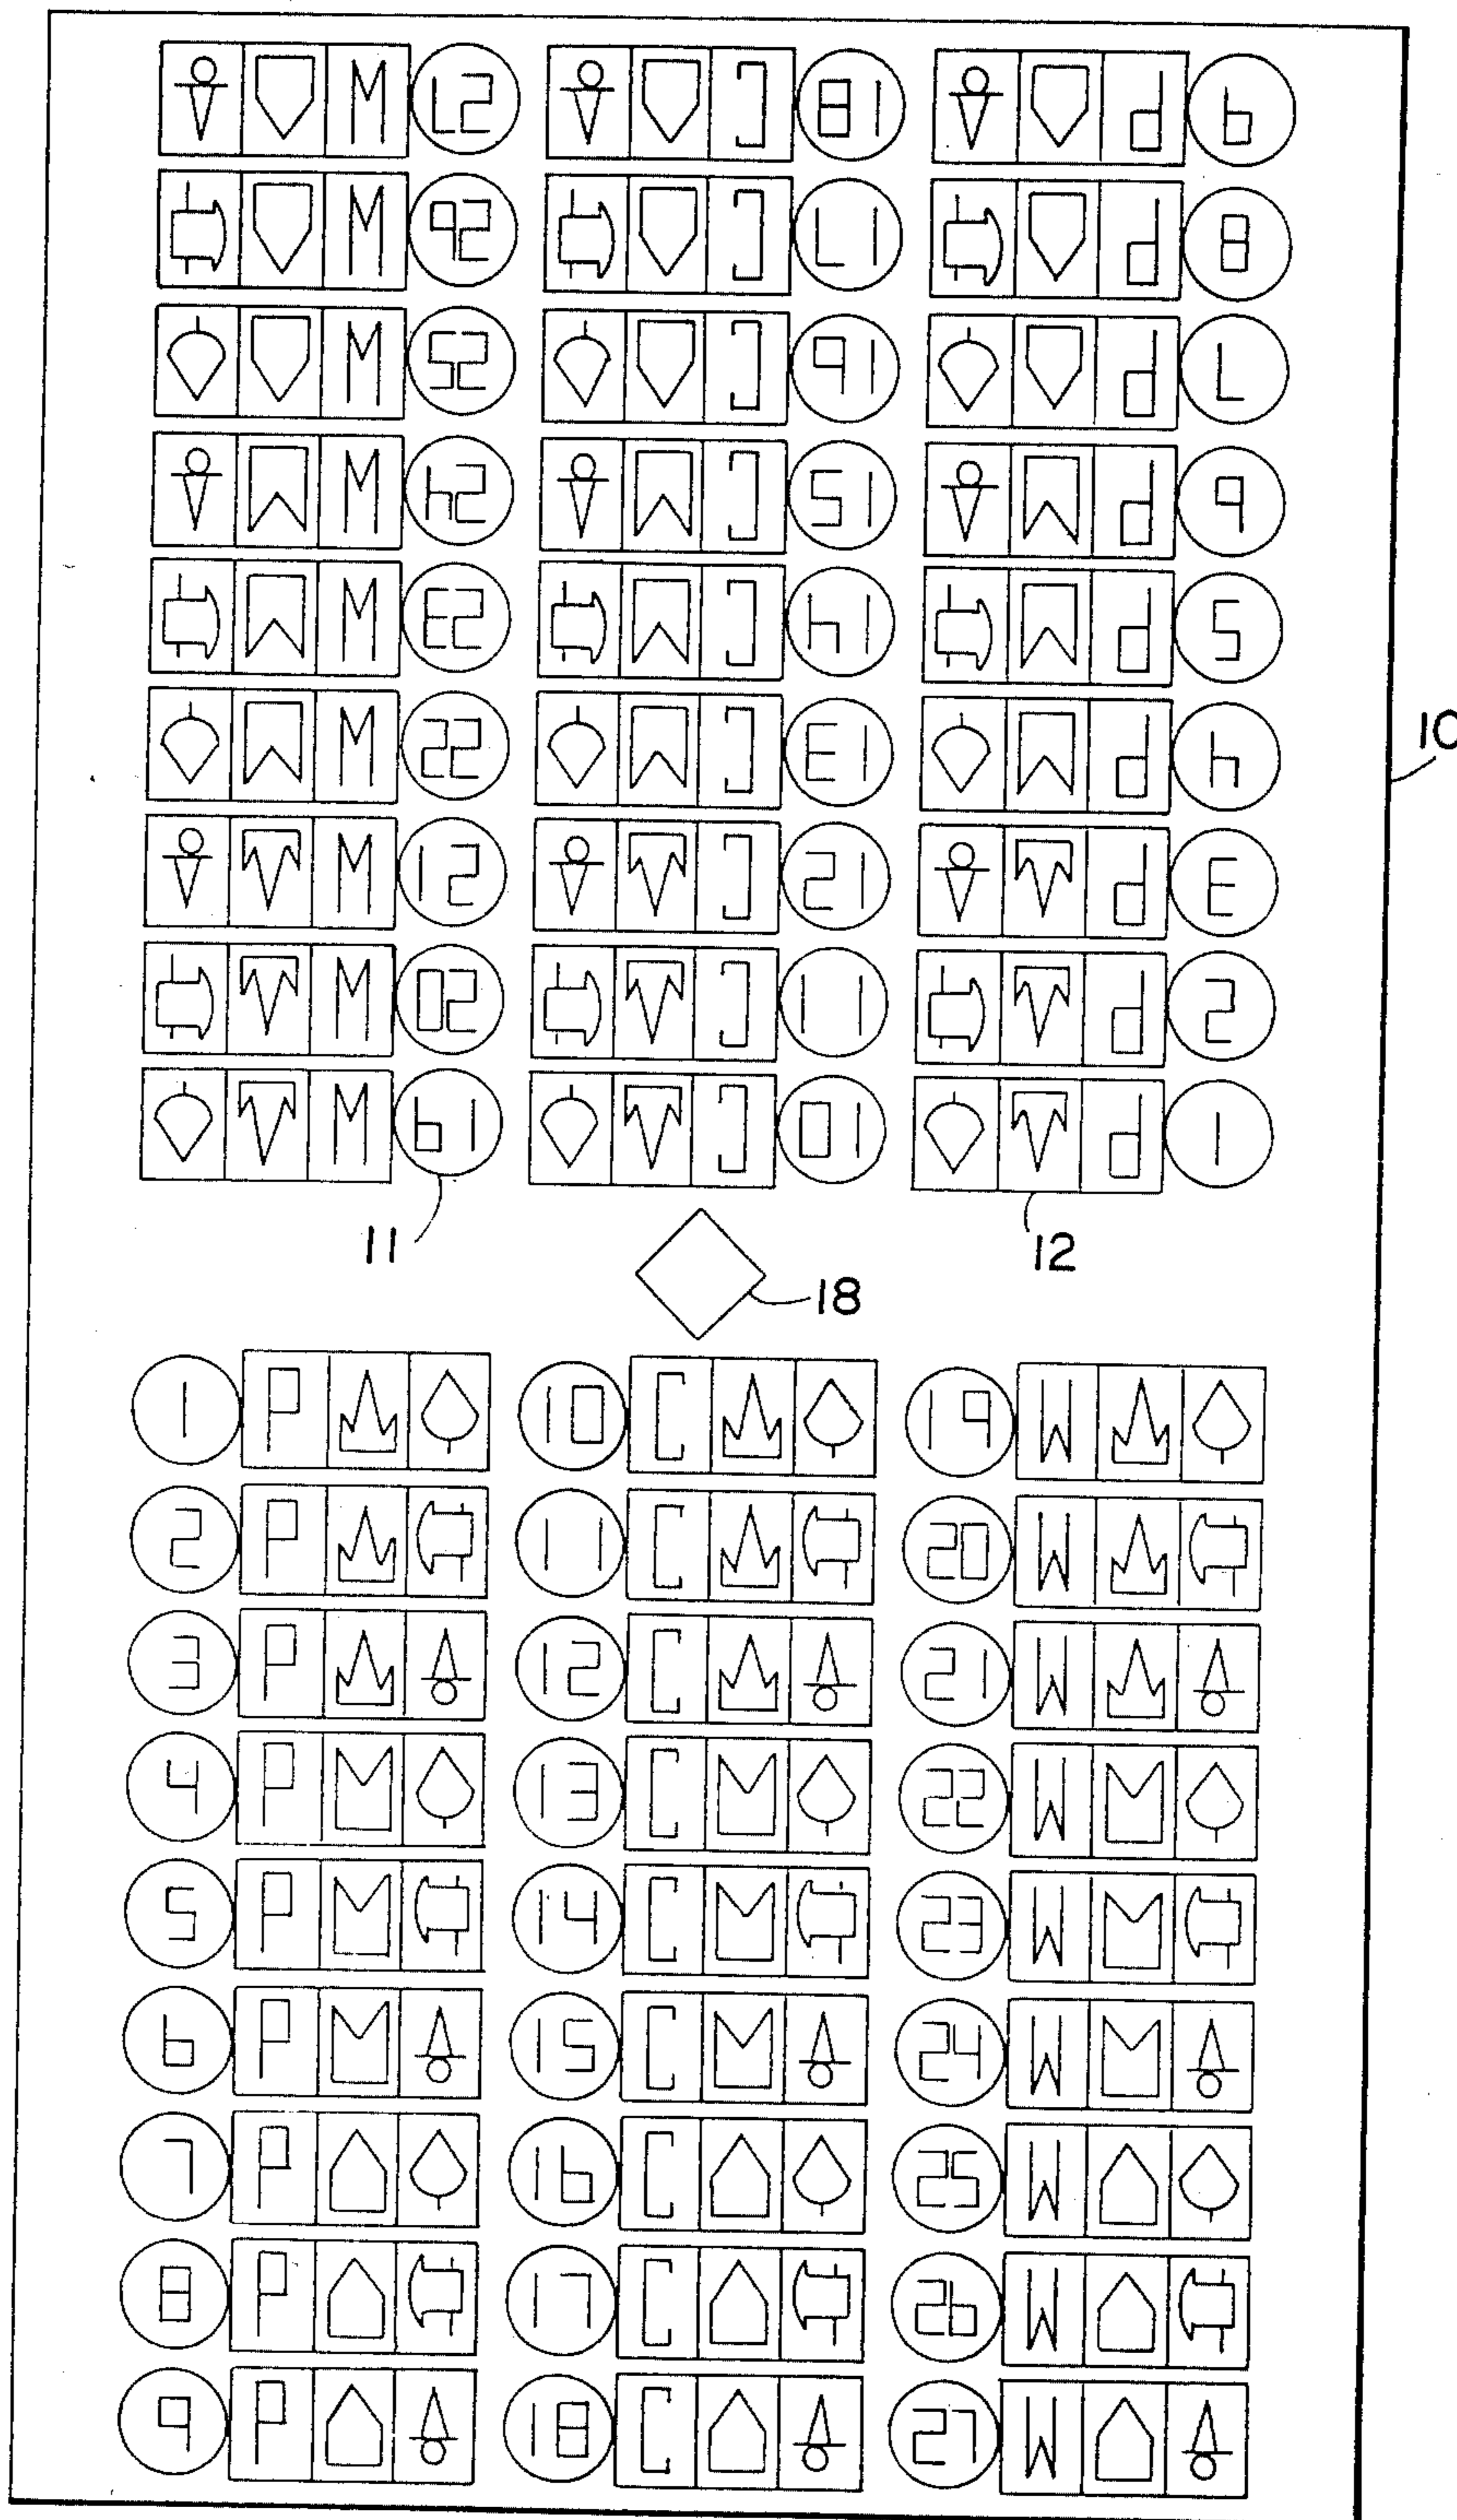 9 P 18 C 27 W
8 P 17 C 26 W
7 P 16 C 25 W
6 P 15 C 24 W
5 P 14 C 23 W
10
4 P 13 C 22 W
3 P 12 C 21 W
2 P 11 C 20 W
1 P 10 C 19 W
11 12
18
1 P 10 C 19 W
2 P 11 C 20 W
3 P 12 C 21 W
4 P 13 C 22 W
5 P 14 C 23 W
6 P 15 C 24 W
7 P 16 C 25 W
8 P 17 C 26 W
9 P 18 C 27 W